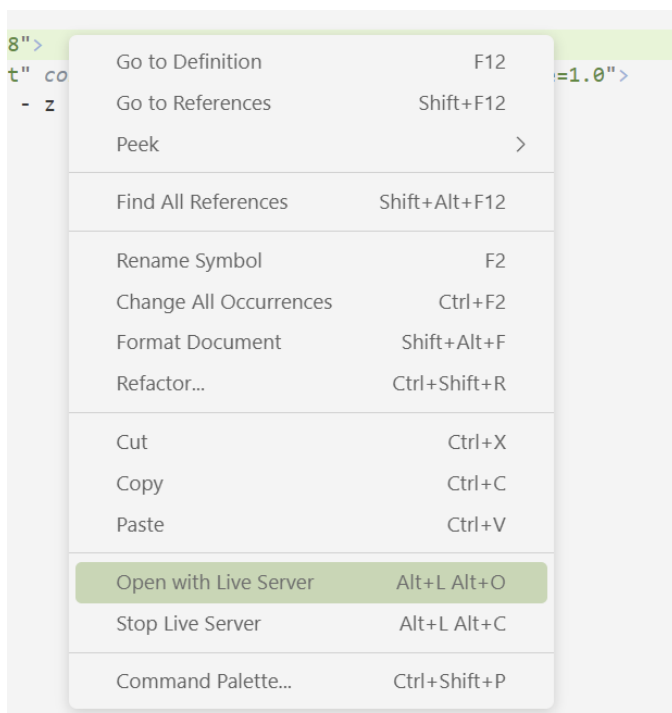 8">
t" co =1.0">
- z
Go to Definition F12
Go to References Shift+F12
Peek
Find All References Shift+Alt+F12
Rename Symbol F2
Change All Occurrences Ctrl+F2
Format Document Shift+Alt+F
Refactor... Ctrl+Shift+R
Cut Ctrl+X
Copy Ctrl+C
Paste Ctrl+V
Open with Live Server Alt+L Alt+O
Stop Live Server Alt+L Alt+C
Command Palette... Ctrl+Shift+P